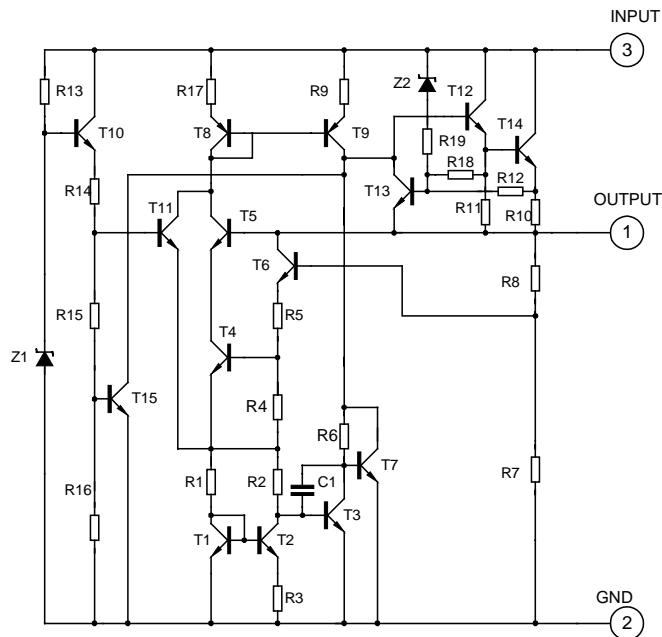 INPUT
3
R13
R17
R9
Z2
T12
T10
T8
T9
R19
T14
R18
R14
R12
T13
OUTPUT
T11
T5
R11
R10
1
T6
R8
R15
R5
Z1
T4
T15
R4
R6
T7
R7
R1
R2
C1
R16
T1
T2
T3
R3
GND
2